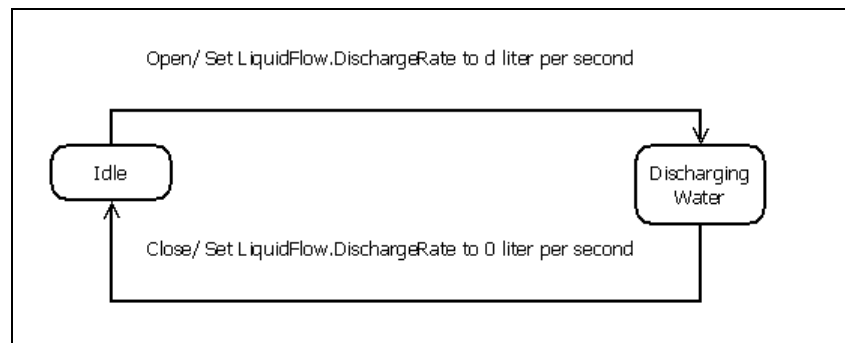 Open/ Set LiquidFlow.DischargeRate to d liter per second
Idle
Discharging
Water
Close/ Set LiquidFlow.DischargeRate to 0 liter per second